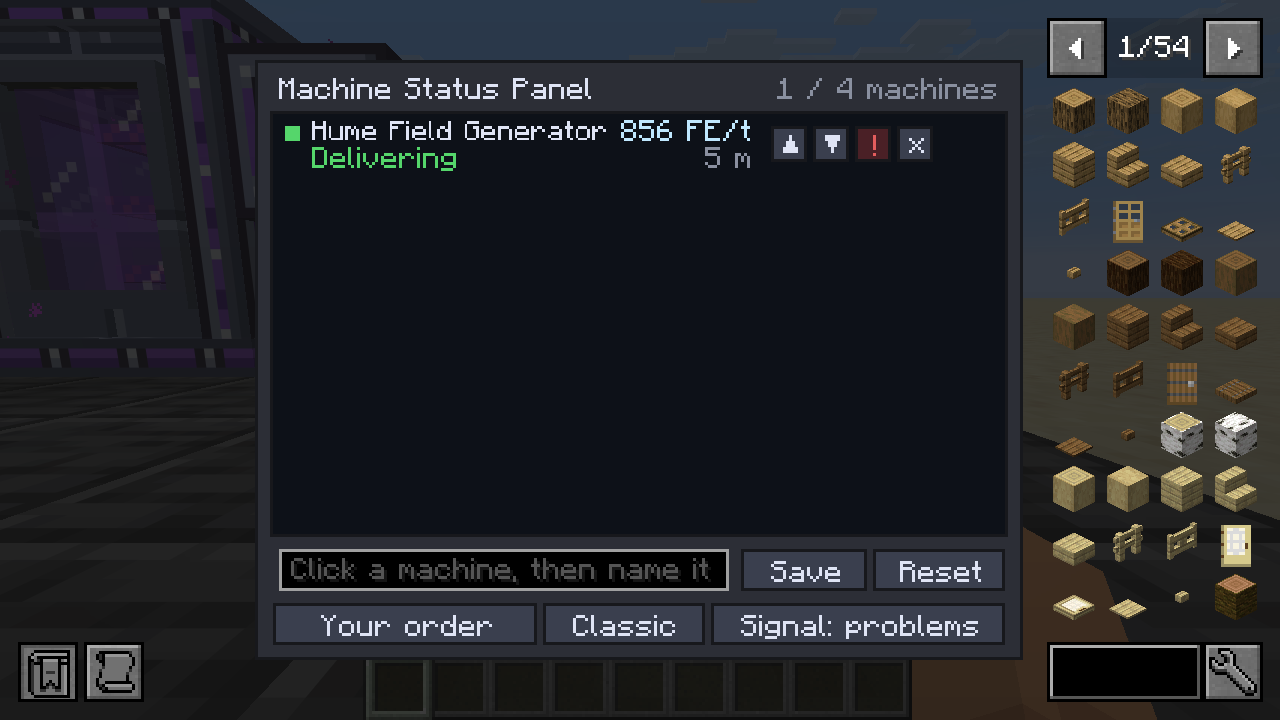 Machine Status Panel
1 / 4 machines
Hume Field Generator 856 FE/t
Delivering 5 m
!
Click a machine, then name it
Save
Reset
Your order
Classic
Signal: problems
1/54